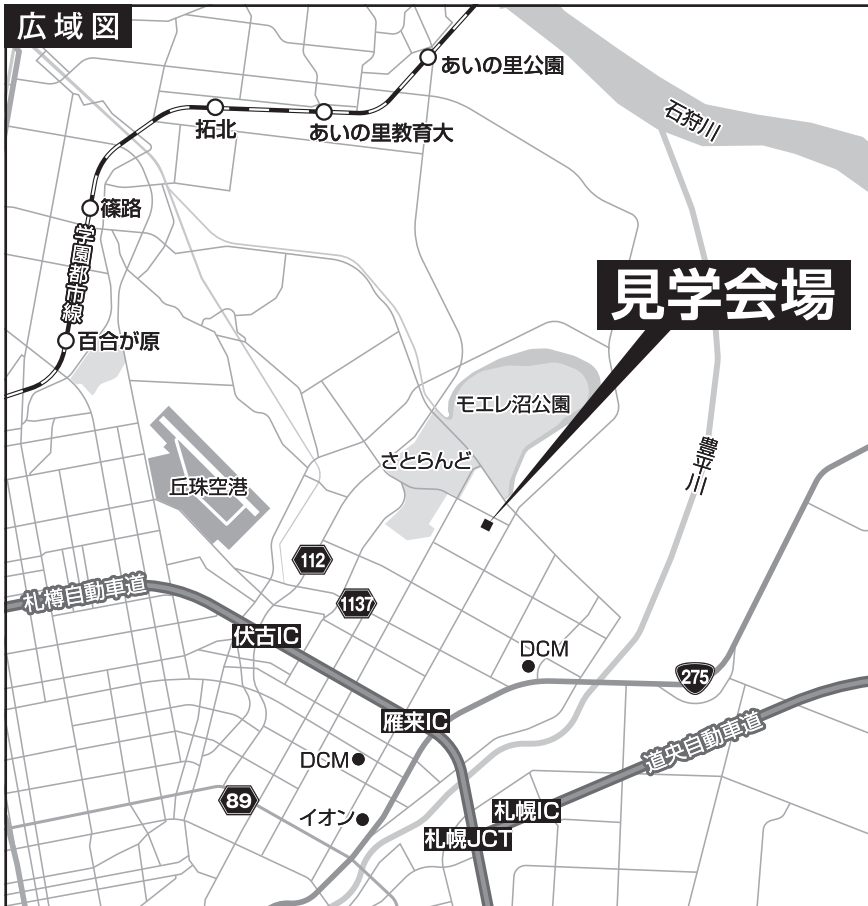 広域図
あいの里公園
拓北
あいの里教育大
石狩川
篠路
学園都市線
見学会場
百合が原
モエレ沼公園
さとらんど
豊平川
丘珠空港
112
1137
札樽自動車道
伏古IC
DCM
275
雁来IC
道央自動車道
DCM
89
イオン
札幌IC
札幌JCT